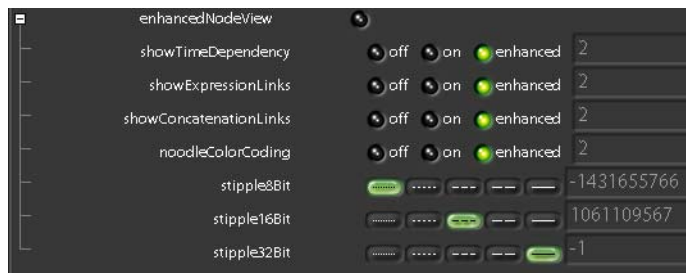 enhancedNodeView
showTimeDependency off on enhanced 2
showExpressionLinks off on enhanced 2
showConcatenationLinks off on enhanced 2
noodleColorCoding off on enhanced 2
stipple8Bit -1431655766
stipple16Bit 1061109567
stipple32Bit -1